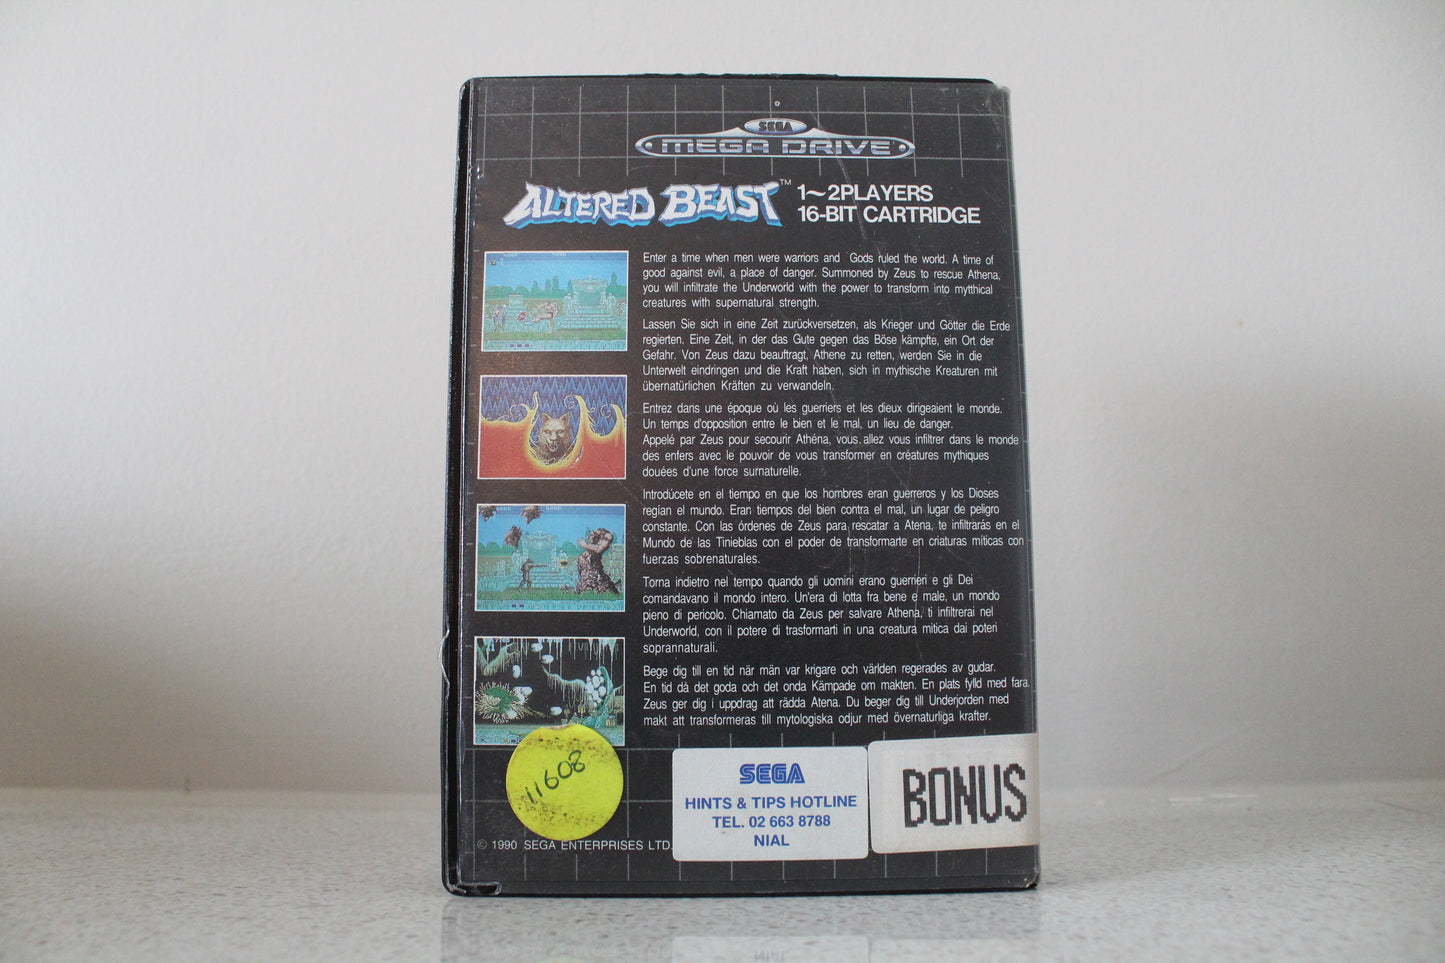 SEGA
MEGA DRIVE
ALTERED BEAST™
1~2PLAYERS
16-BIT CARTRIDGE
Enter a time when men were warriors and Gods ruled the world. A time of
good against evil, a place of danger. Summoned by Zeus to rescue Athena,
you will infiltrate the Underworld with the power to transform into mytthical
creatures with supernatural strength.
Lassen Sie sich in eine Zeit zurückversetzen, als Krieger und Götter die Erde
regierten. Eine Zeit, in der das Gute gegen das Böse kämpfte, ein Ort der
Gefahr. Von Zeus dazu beauftragt, Athene zu retten, werden Sie in die
Unterwelt eindringen und die Kraft haben, sich in mythische Kreaturen mit
übernatürlichen Kräften zu verwandeln.
Entrez dans une époque où les guerriers et les dieux dirigeaient le monde.
Un temps d'opposition entre le bien et le mal, un lieu de danger.
Appelé par Zeus pour secourir Athéna, vous allez vous infiltrer dans le monde
des enfers avec le pouvoir de vous transformer en créatures mythiques
douées d'une force surnaturelle.
Introdúcete en el tiempo en que los hombres eran guerreros y los Dioses
regían el mundo. Eran tiempos del bien contra el mal, un lugar de peligro
constante. Con las órdenes de Zeus para rescatar a Atena, te infiltrarás en el
Mundo de las Tinieblas con el poder de transformarte en criaturas míticas con
fuerzas sobrenaturales.
Torna indietro nel tempo quando gli uomini erano guerrieri e gli Dei
comandavano il mondo intero. Un'era di lotta fra bene e male, un mondo
pieno di pericolo. Chiamato da Zeus per salvare Athena, ti infiltrerai nel
Underworld, con il potere di trasformarti in una creatura mitica dai poteri
soprannaturali.
Bege dig till en tid när män var krigare och världen regerades av gudar.
En tid då det goda och det onda Kämpade om makten. En plats fylld med fara.
Zeus ger dig i uppdrag att rädda Atena. Du beger dig till Underjorden med
makt att transformeras till mytologiska odjur med övernaturliga krafter.
11608
SEGA
HINTS & TIPS HOTLINE
TEL. 02 663 8788
NIAL
BONUS
© 1990 SEGA ENTERPRISES LTD.